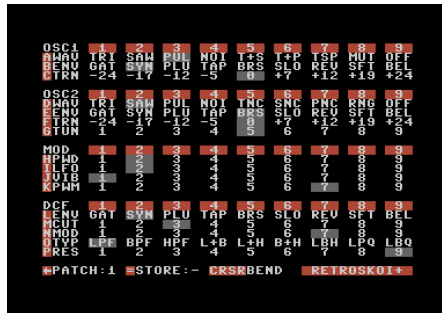 OSC1 1 2 3 4 5 6 7 8 9
AWAV TRI SAW PUL NOI T+S T+P TSP MUT OFF
BENV GAT SYN PLU TAP BRS SLO REV SFT BEL
CTRN -24 -17 -12 -5 0 +7 +12 +19 +24
OSC2 1 2 3 4 5 6 7 8 9
DWAV TRI SAW PUL NOI TNC SNC PNC RNG OFF
EENV GAT SYN PLU TAP BRS SLO REV SFT BEL
FTRN -24 -17 -12 -5 0 +7 +12 +19 +24
GTUN 1 2 3 4 5 6 7 8 9
MOD 1 2 3 4 5 6 7 8 9
HPWD 1 2 3 4 5 6 7 8 9
ILFO 1 2 3 4 5 6 7 8 9
JVIB 1 2 3 4 5 6 7 8 9
KPWM 1 2 3 4 5 6 7 8 9
DCF 1 2 3 4 5 6 7 8 9
LENV GAT SYN PLU TAP BRS SLO REV SFT BEL
MCUT 1 2 3 4 5 6 7 8 9
NMOD 1 2 3 4 5 6 7 8 9
OTYP LPF BPF HPF L+B L+H B+H LBH LPQ LBQ
PRES 1 2 3 4 5 6 7 8 9
←PATCH:1 =STORE:- CRSRBEND RETROSKOI+